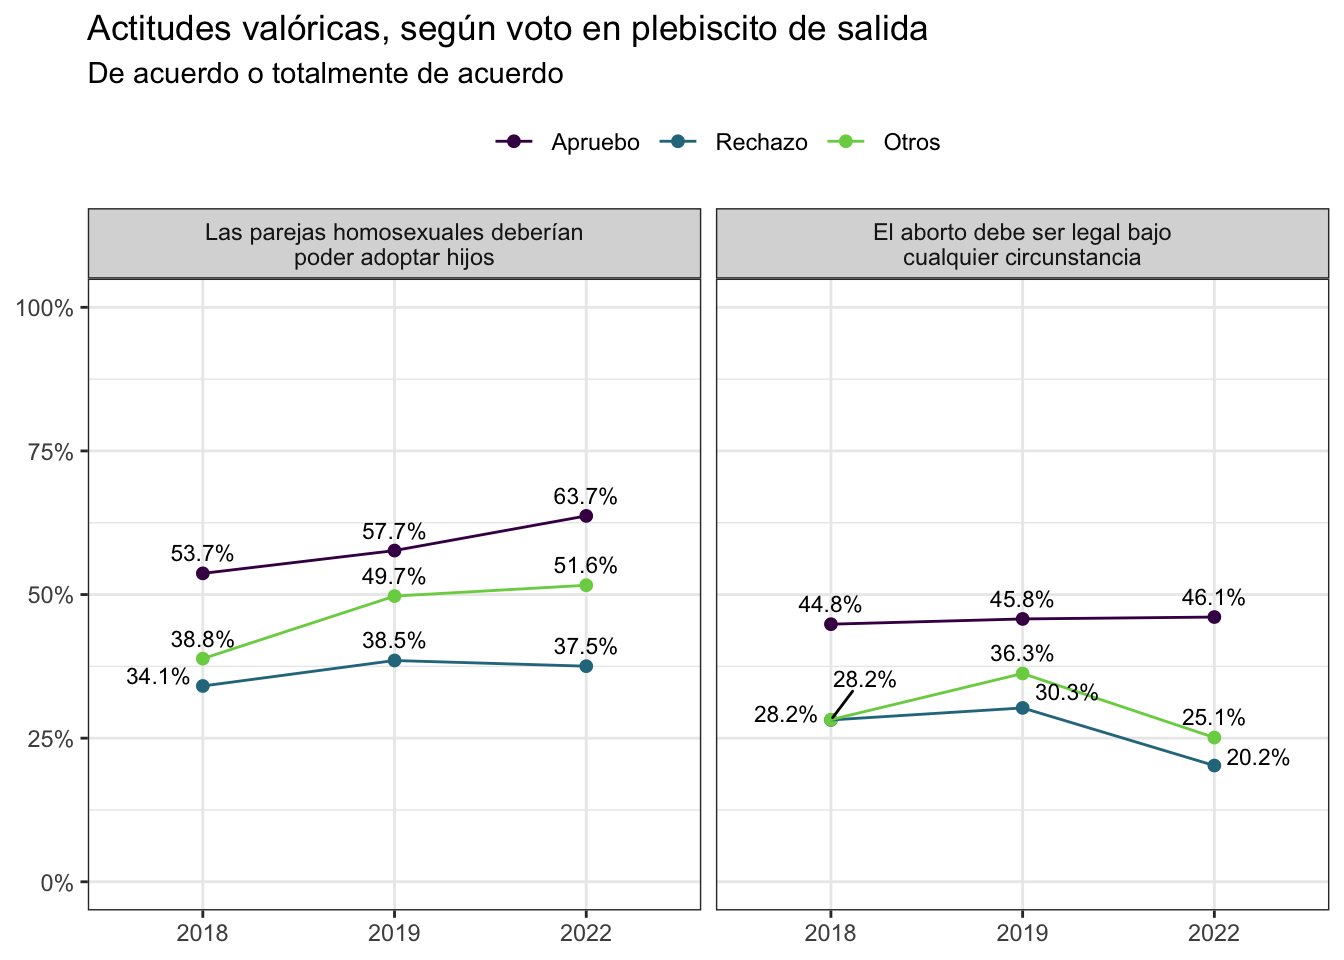 Actitudes valóricas, según voto en plebiscito de salida
De acuerdo o totalmente de acuerdo
Apruebo Rechazo Otros
Las parejas homosexuales deberían
poder adoptar hijos
El aborto debe ser legal bajo
cualquier circunstancia
100%
75%
50%
25%
0%
53.7%
57.7%
63.7%
38.8%
49.7%
51.6%
34.1%
38.5%
37.5%
2018 2019 2022
44.8%
45.8%
46.1%
28.2%
36.3%
25.1%
28.2%
30.3%
20.2%
2018 2019 2022